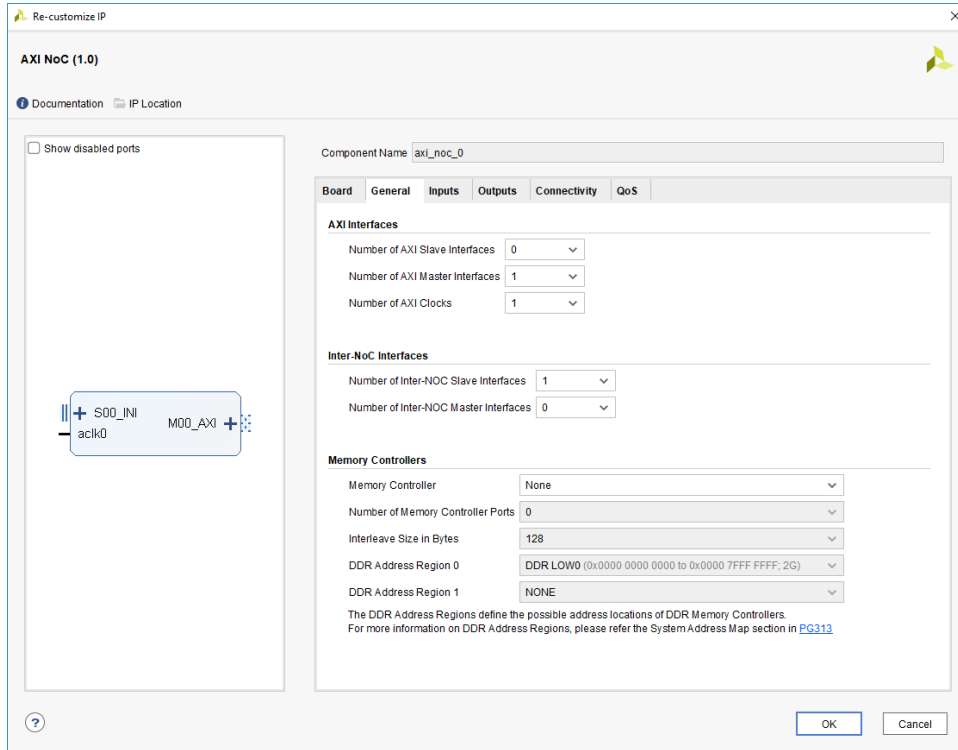 Re-customize IP
AXI NoC (1.0)
Documentation IP Location
Show disabled ports
S00_INI
aclk0
M00_AXI
Component Name axi_noc_0
Board General Inputs Outputs Connectivity QoS
AXI Interfaces
Number of AXI Slave Interfaces 0
Number of AXI Master Interfaces 1
Number of AXI Clocks 1
Inter-NoC Interfaces
Number of Inter-NOC Slave Interfaces 1
Number of Inter-NOC Master Interfaces 0
Memory Controllers
Memory Controller None
Number of Memory Controller Ports 0
Interleave Size in Bytes 128
DDR Address Region 0 DDR LOW0 (0x0000 0000 0000 to 0x0000 7FFF FFFF; 2G)
DDR Address Region 1 NONE
The DDR Address Regions define the possible address locations of DDR Memory Controllers.
For more information on DDR Address Regions, please refer the System Address Map section in PG313
? OK Cancel